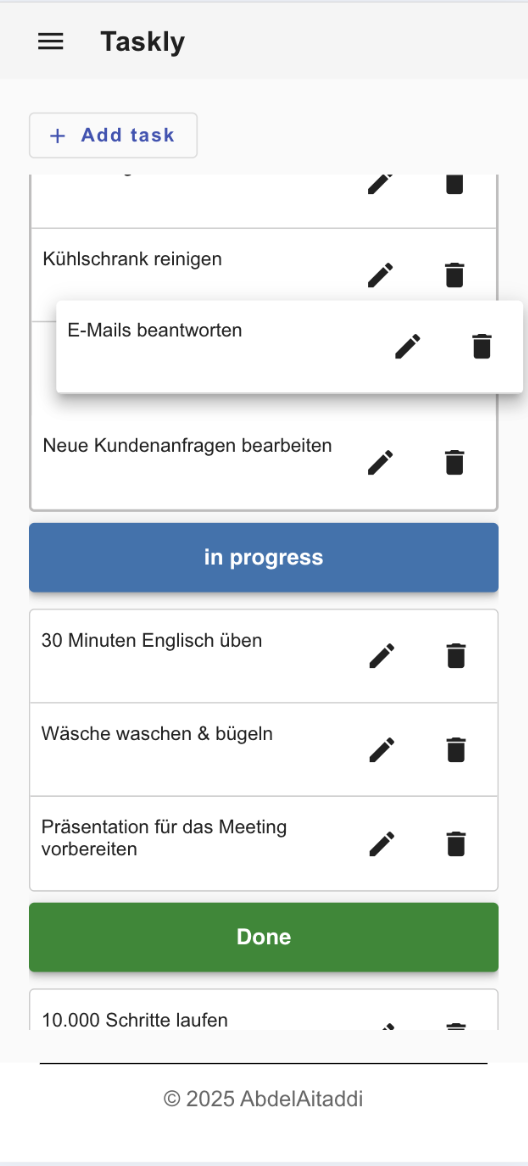 Taskly
+ Add task
Kühlschrank reinigen
E-Mails beantworten
Neue Kundenanfragen bearbeiten
in progress
30 Minuten Englisch üben
Wäsche waschen & bügeln
Präsentation für das Meeting
vorbereiten
Done
10.000 Schritte laufen
© 2025 AbdelAitaddi